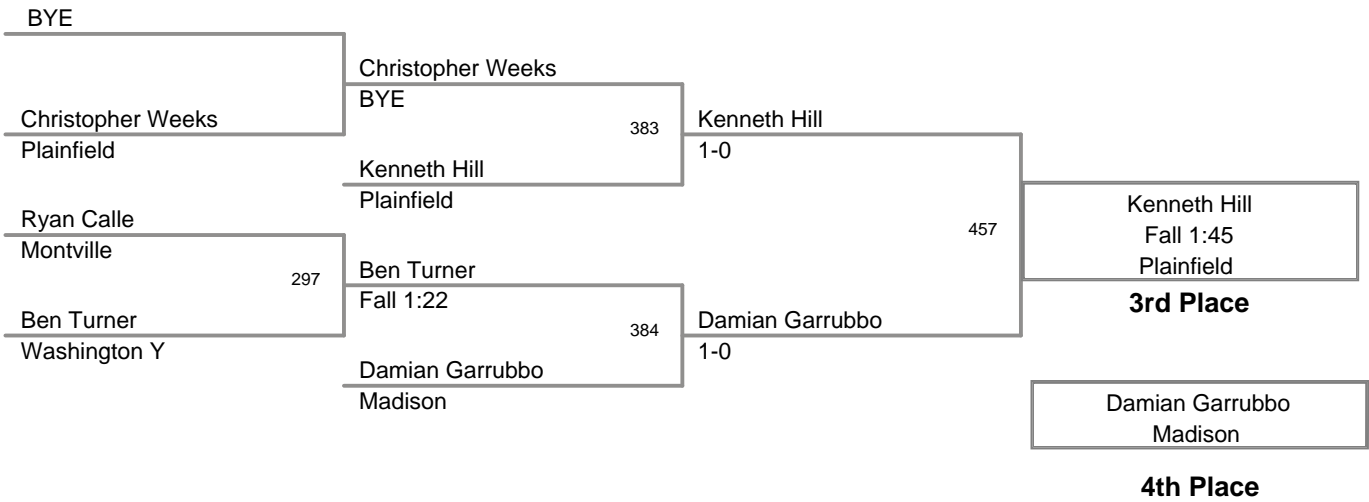 BYE
Christopher Weeks
BYE
Christopher Weeks
Plainfield
383
Kenneth Hill
1-0
Kenneth Hill
Plainfield
Ryan Calle
Montville
297
Ben Turner
Fall 1:22
Ben Turner
Washington Y
384
Damian Garrubbo
1-0
Damian Garrubbo
Madison
457
Kenneth Hill
Fall 1:45
Plainfield
3rd Place
Damian Garrubbo
Madison
4th Place